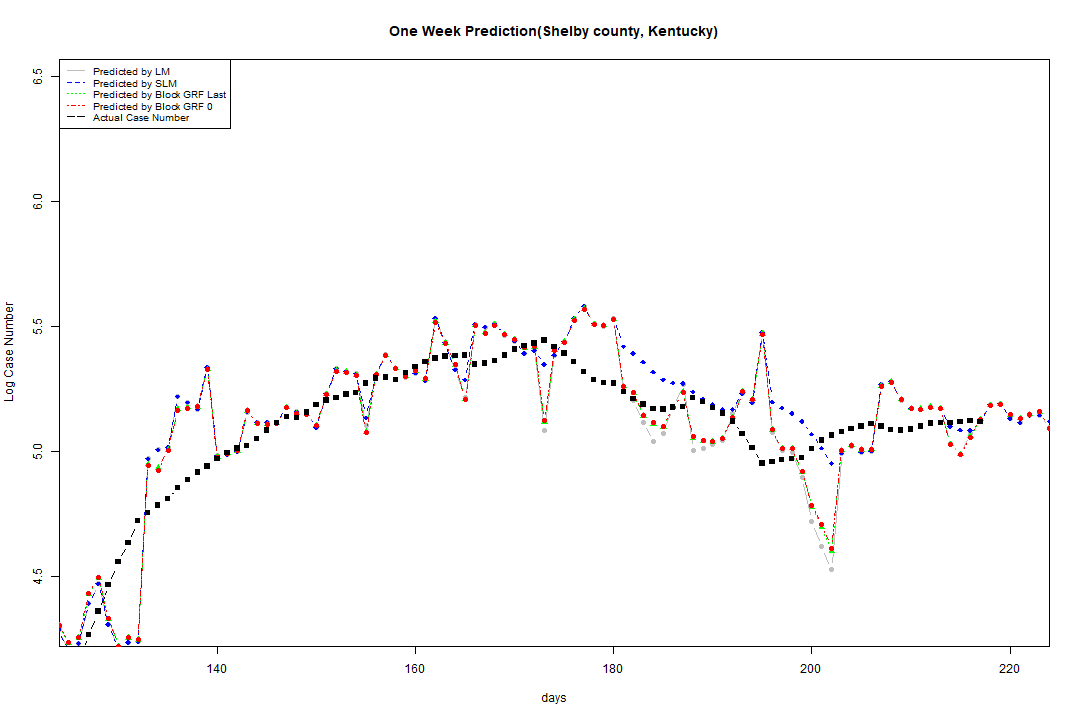 One Week Prediction(Shelby county, Kentucky)
Predicted by LM
Predicted by SLM
Predicted by Block GRF Last
Predicted by Block GRF 0
Actual Case Number
6.5
6.0
5.5
5.0
4.5
Log Case Number
140
160
180
200
220
days